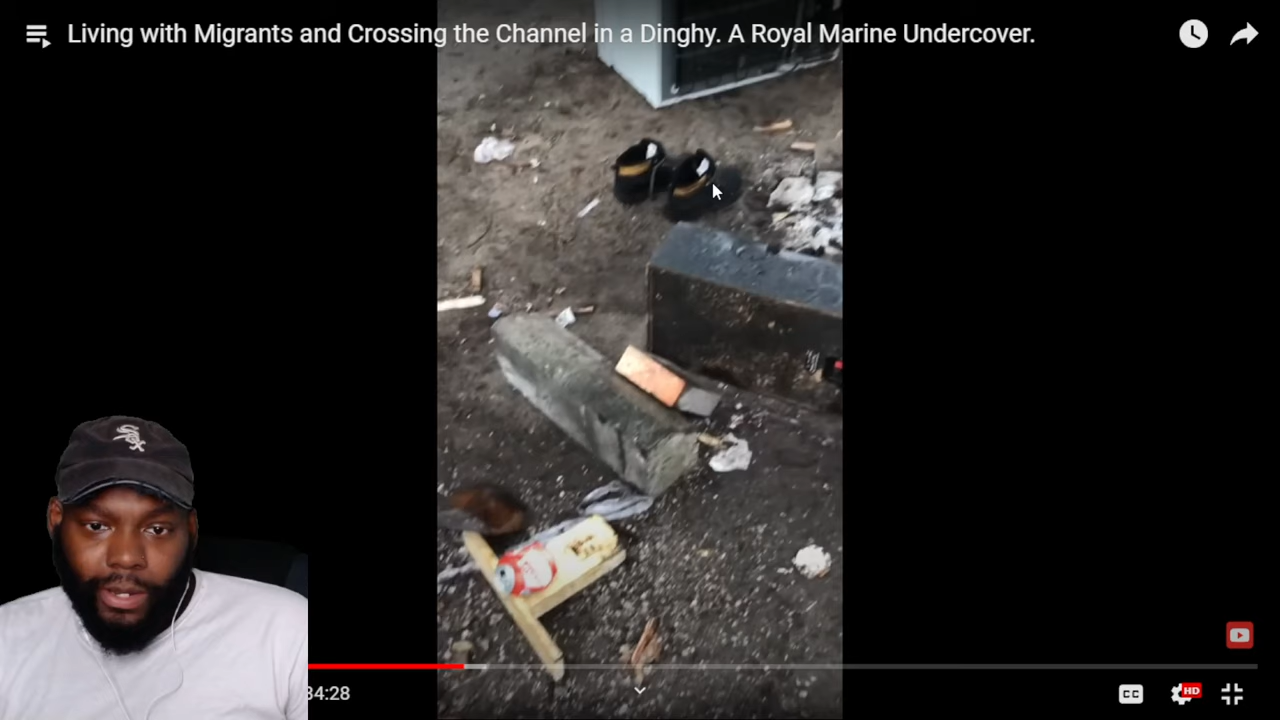 Living with Migrants and Crossing the Channel in a Dinghy. A Royal Marine Undercover.
34:28
CC
HD